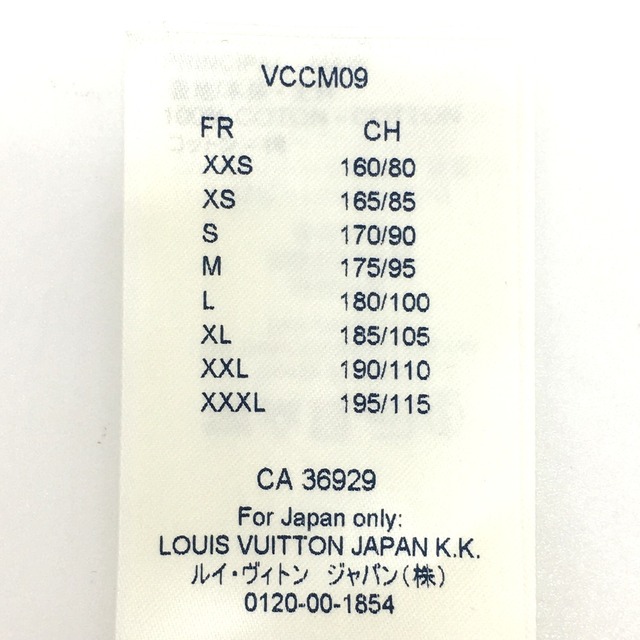 VCCM09
FR CH
XXS 160/80
XS 165/85
S 170/90
M 175/95
L 180/100
XL 185/105
XXL 190/110
XXXL 195/115
CA 36929
For Japan only:
LOUIS VUITTON JAPAN K.K.
ルイ・ヴィトン ジャパン(株)
0120-00-1854